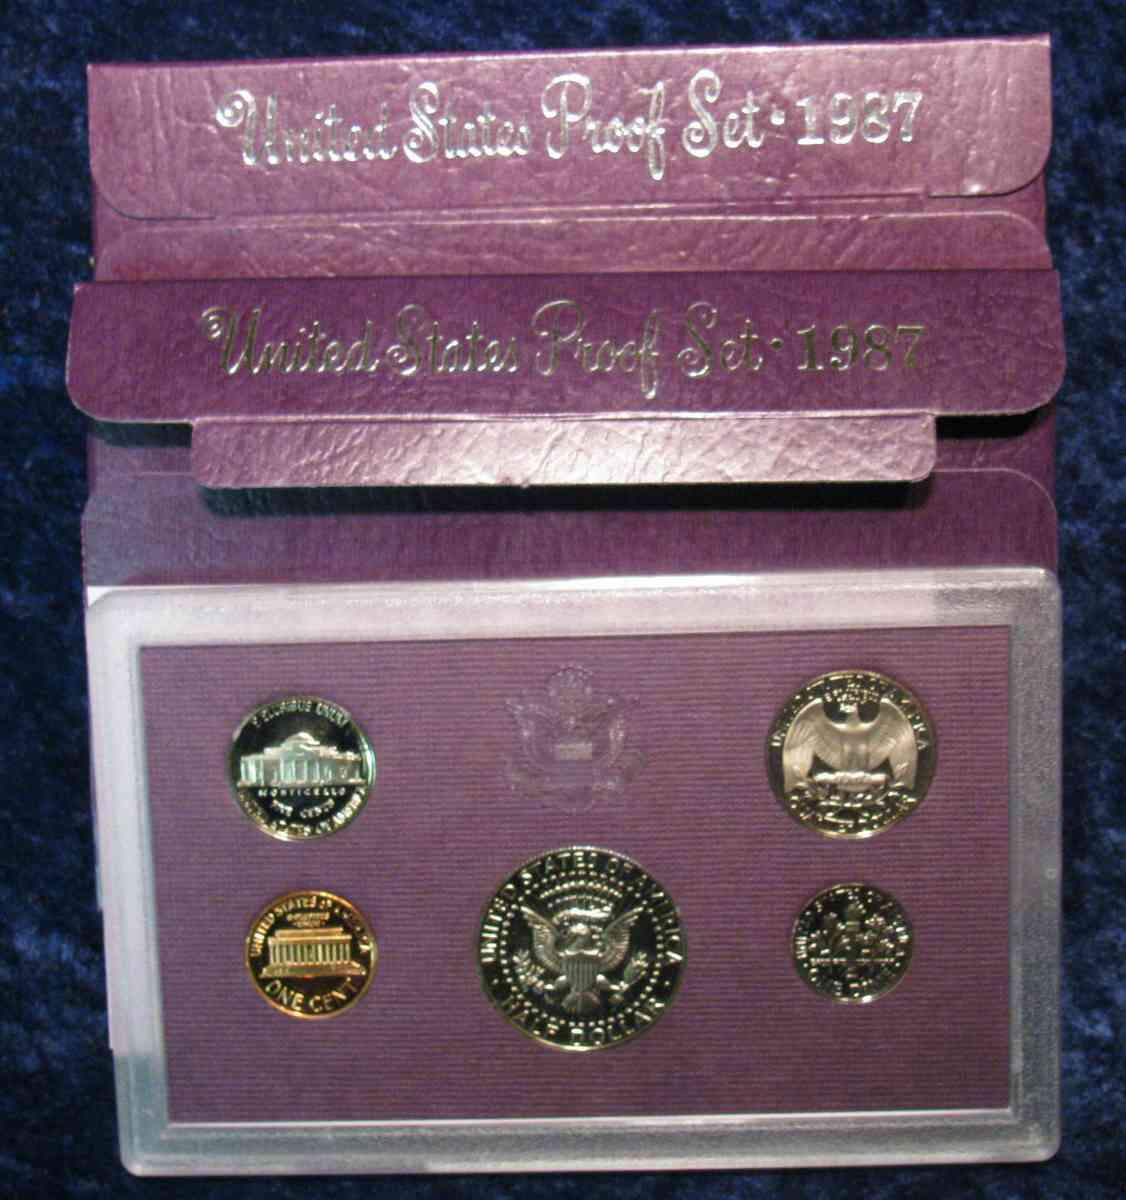 United States Proof Set · 1987
United States Proof Set · 1987
E PLURIBUS UNUM
MONTICELLO
UNITED STATES OF AMERICA
HALF DOLLAR
UNITED STATES OF
ONE CENT